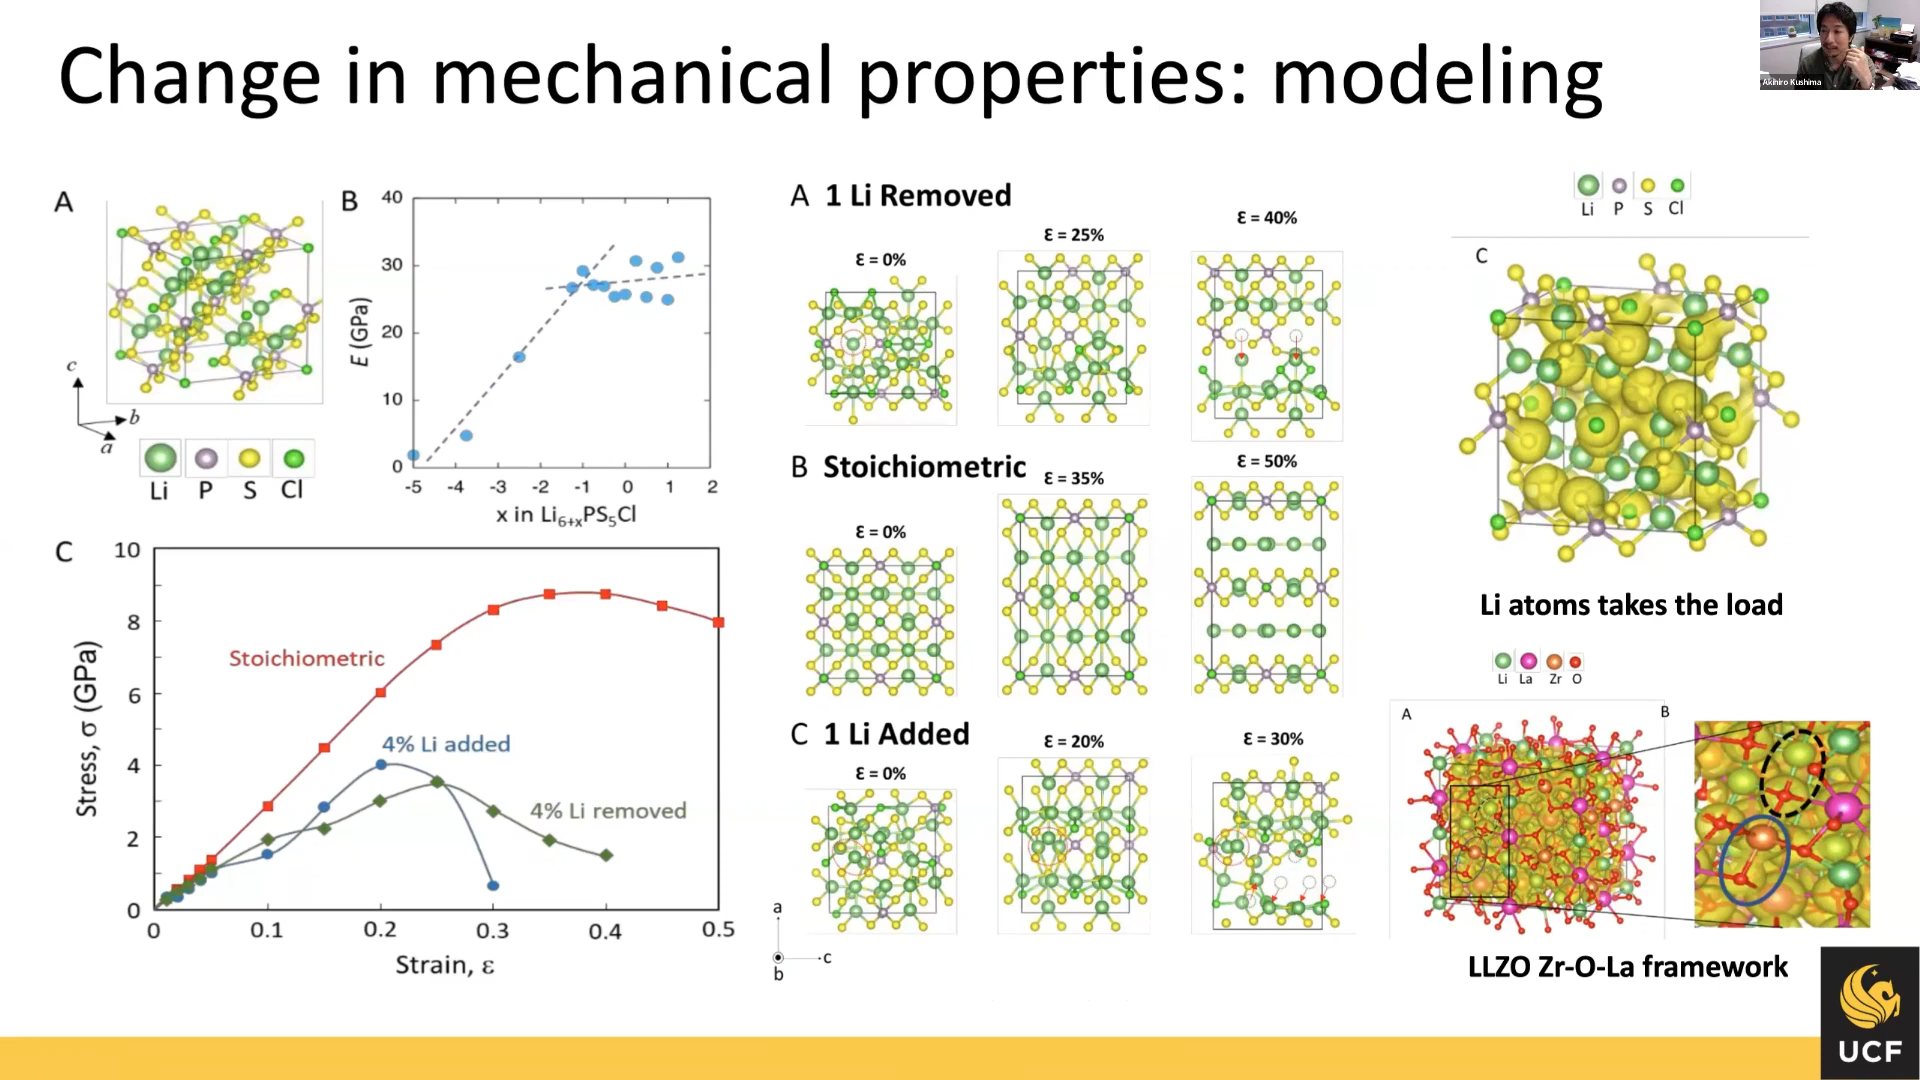 Change in mechanical properties: modeling
Akihiro Kushima
A
c
b
a
Li P S Cl
B
40
30
20
10
0
E (GPa)
-5 -4 -3 -2 -1 0 1 2
x in Li6+xPS5Cl
C
10
8
6
4
2
0
Stress, σ (GPa)
Stoichiometric
4% Li added
4% Li removed
0 0.1 0.2 0.3 0.4 0.5
Strain, ε
A 1 Li Removed
ε = 0%
ε = 25%
ε = 40%
B Stoichiometric
ε = 0%
ε = 35%
ε = 50%
C 1 Li Added
ε = 0%
ε = 20%
ε = 30%
a
c
b
Li P S Cl
C
Li atoms takes the load
Li La Zr O
A
B
LLZO Zr-O-La framework
UCF